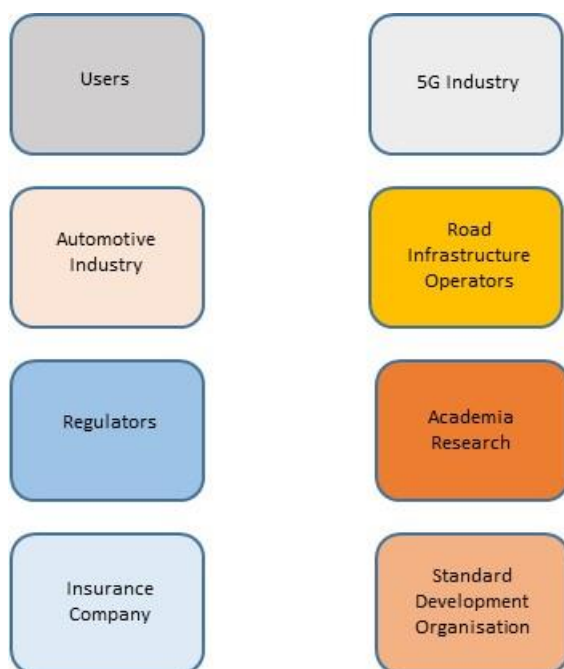 Users
5G Industry
Automotive
Industry
Road
Infrastructure
Operators
Regulators
Academia
Research
Insurance
Company
Standard
Development
Organisation